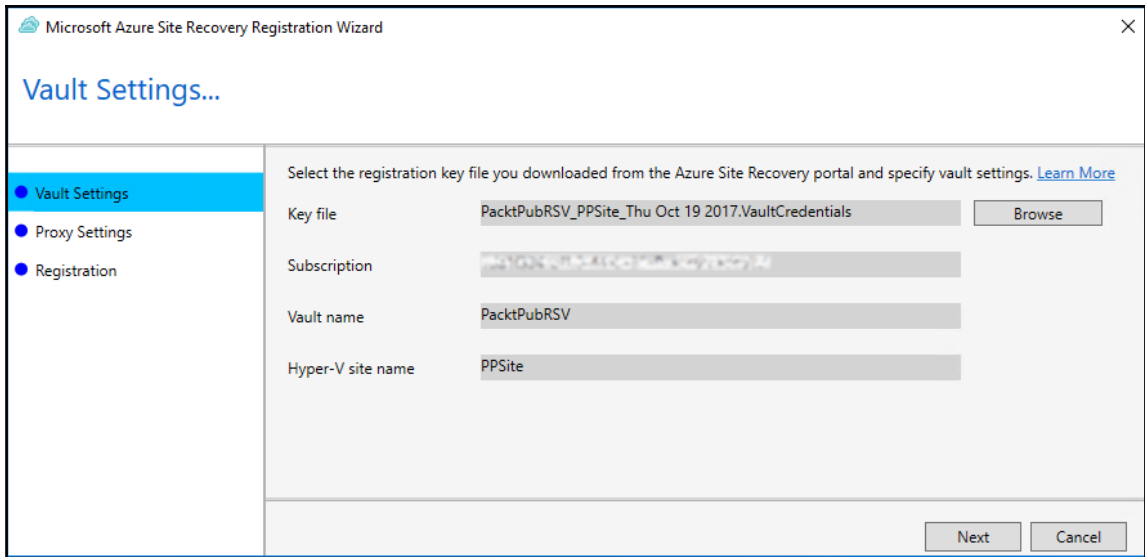 Microsoft Azure Site Recovery Registration Wizard
Vault Settings...
Vault Settings
Proxy Settings
Registration
Select the registration key file you downloaded from the Azure Site Recovery portal and specify vault settings. Learn More
Key file PacktPubRSV_PPSite_Thu Oct 19 2017.VaultCredentials Browse
Subscription
Vault name PacktPubRSV
Hyper-V site name PPSite
Next Cancel